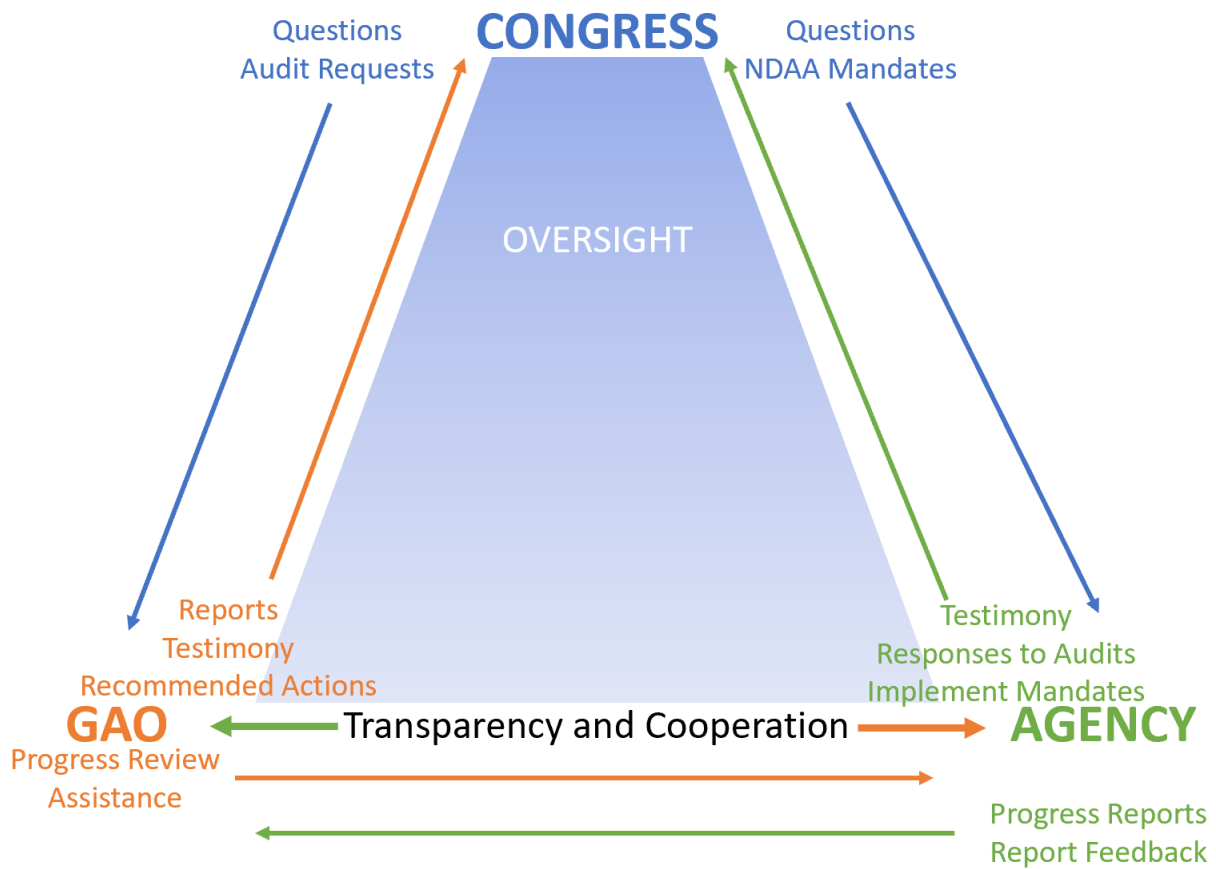 Questions
Audit Requests
CONGRESS
Questions
NDAA Mandates
OVERSIGHT
Reports
Testimony
Recommended Actions
Testimony
Responses to Audits
Implement Mandates
GAO
Transparency and Cooperation
AGENCY
Progress Review
Assistance
Progress Reports
Report Feedback